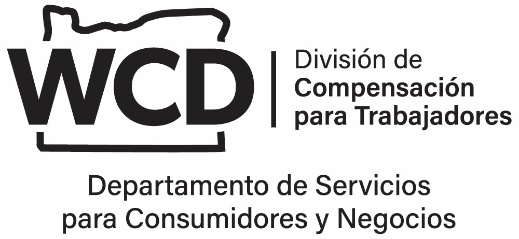 WCD
División de
Compensación
para Trabajadores
Departamento de Servicios
para Consumidores y Negocios